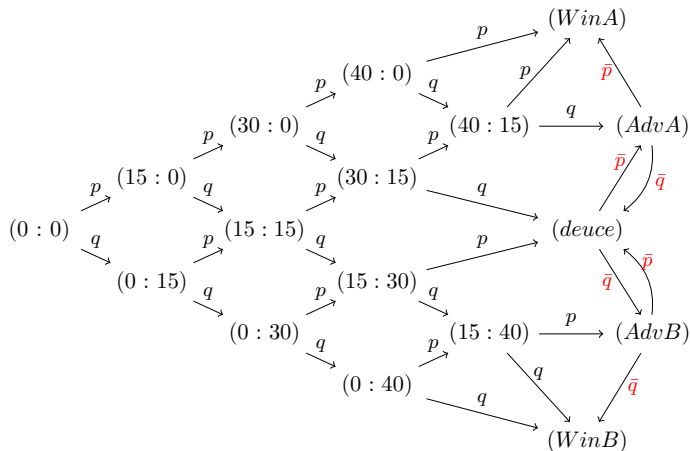 (WinA)
p
(40 : 0)
p
p̄
p
q
(30 : 0)
(40 : 15)
q
(AdvA)
p
q
p
p̄
q̄
(15 : 0)
(30 : 15)
p
q
p
q
(0 : 0)
(15 : 15)
(deuce)
q
p
q
p
p̄
q̄
(0 : 15)
(15 : 30)
q
p
q
(0 : 30)
(15 : 40)
p
(AdvB)
q
p
q
q̄
(0 : 40)
q
(WinB)